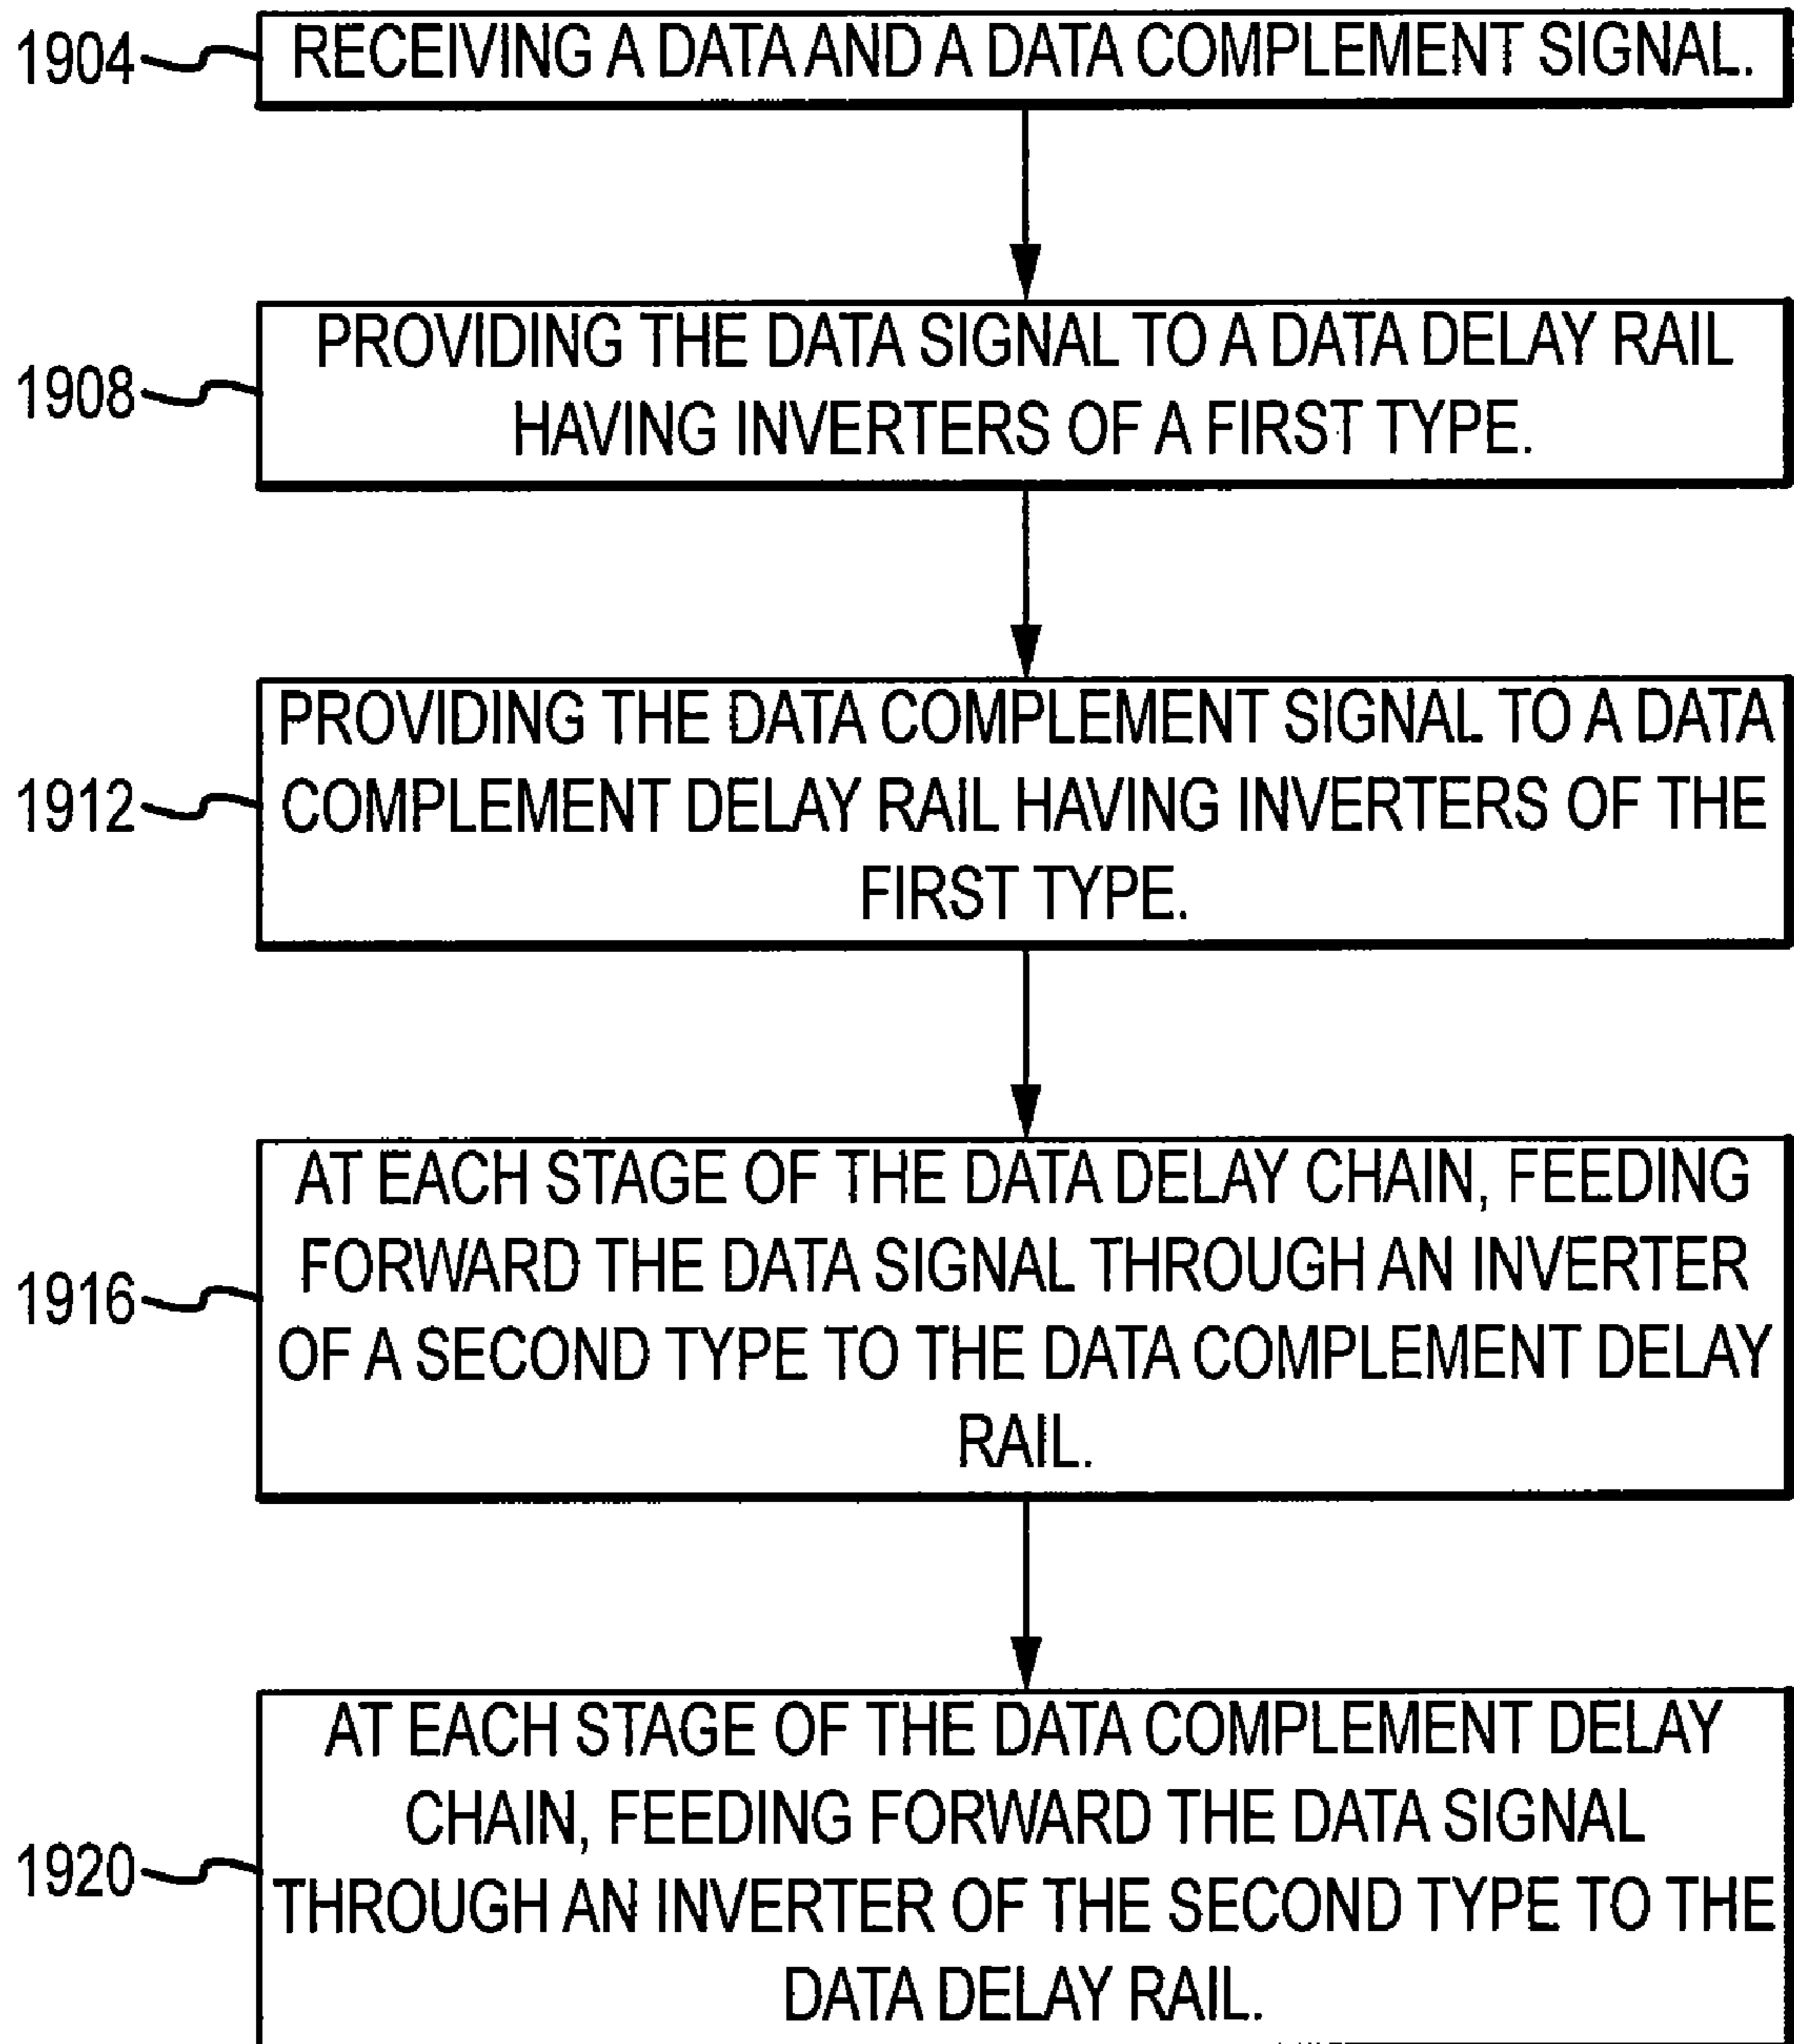 1904
RECEIVING A DATA AND A DATA COMPLEMENT SIGNAL.
1908
PROVIDING THE DATA SIGNAL TO A DATA DELAY RAIL
HAVING INVERTERS OF A FIRST TYPE.
1912
PROVIDING THE DATA COMPLEMENT SIGNAL TO A DATA
COMPLEMENT DELAY RAIL HAVING INVERTERS OF THE
FIRST TYPE.
1916
AT EACH STAGE OF THE DATA DELAY CHAIN, FEEDING
FORWARD THE DATA SIGNAL THROUGH AN INVERTER
OF A SECOND TYPE TO THE DATA COMPLEMENT DELAY
RAIL.
1920
AT EACH STAGE OF THE DATA COMPLEMENT DELAY
CHAIN, FEEDING FORWARD THE DATA SIGNAL
THROUGH AN INVERTER OF THE SECOND TYPE TO THE
DATA DELAY RAIL.